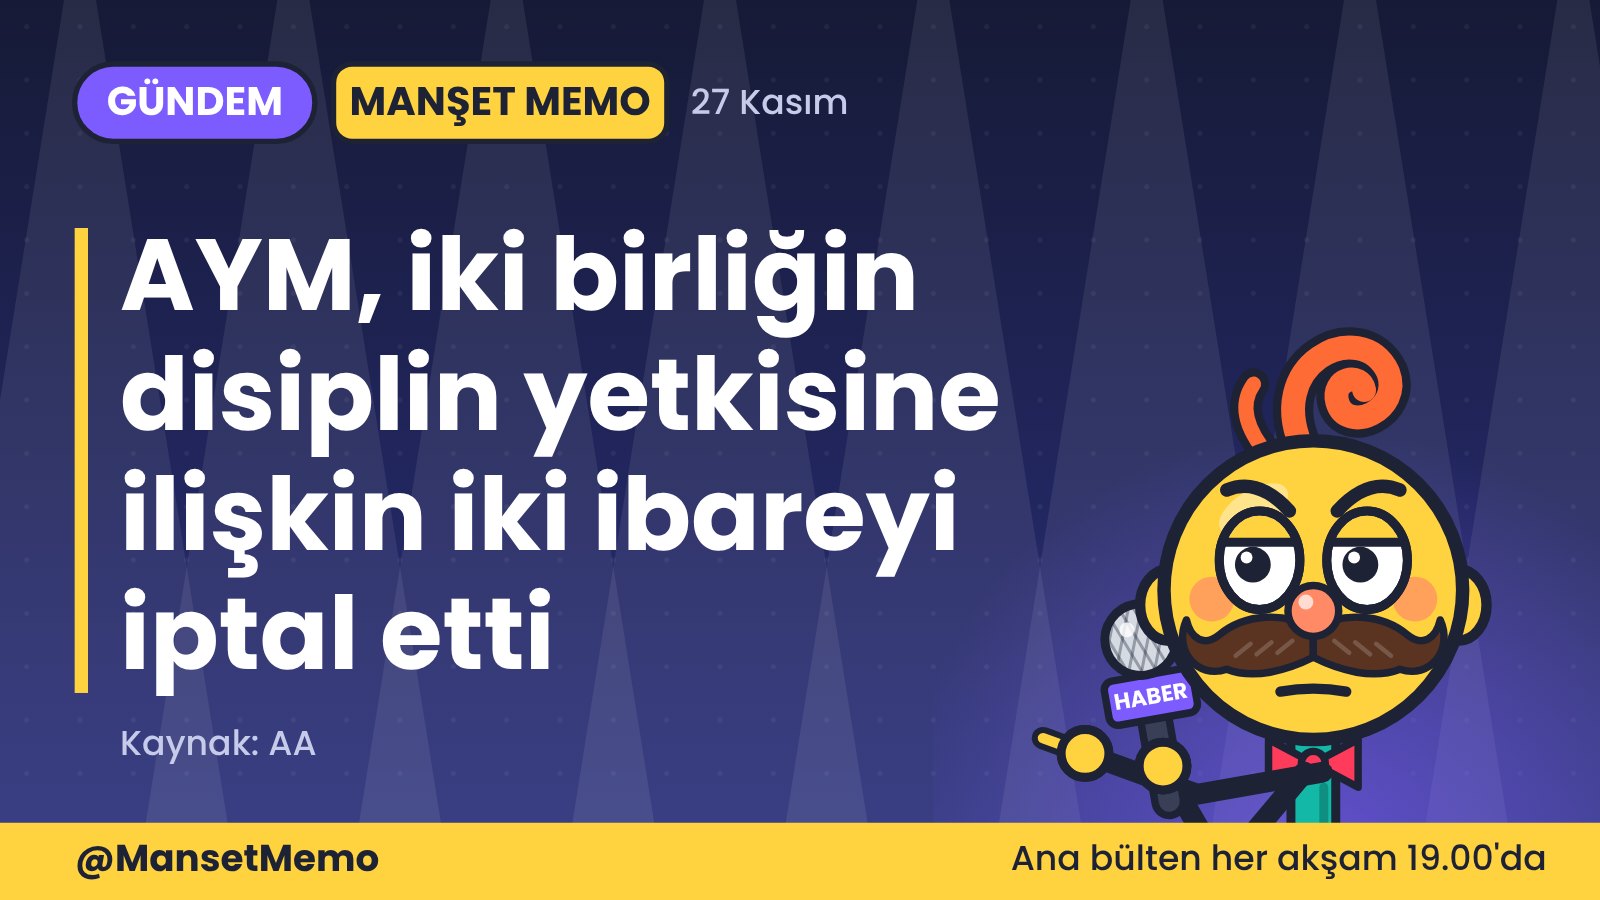 GÜNDEM MANŞET MEMO 27 Kasım
AYM, iki birliğin
disiplin yetkisine
ilişkin iki ibareyi
iptal etti
Kaynak: AA
HABER
@MansetMemo Ana bülten her akşam 19.00'da